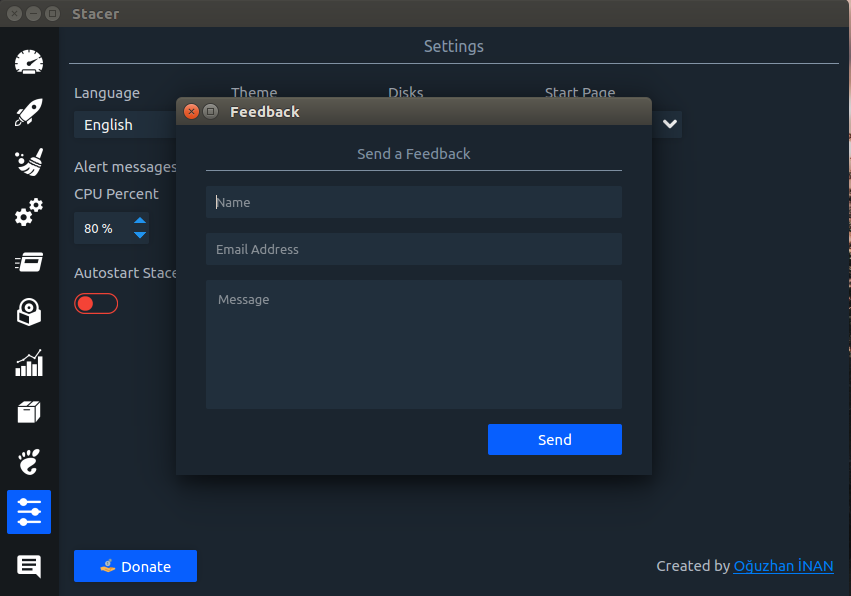 Stacer
Settings
Language Theme Disks Start Page
English
Alert messages
CPU Percent
80 %
Autostart Stace
Feedback
Send a Feedback
Name
Email Address
Message
Send
Donate
Created by Oğuzhan İNAN